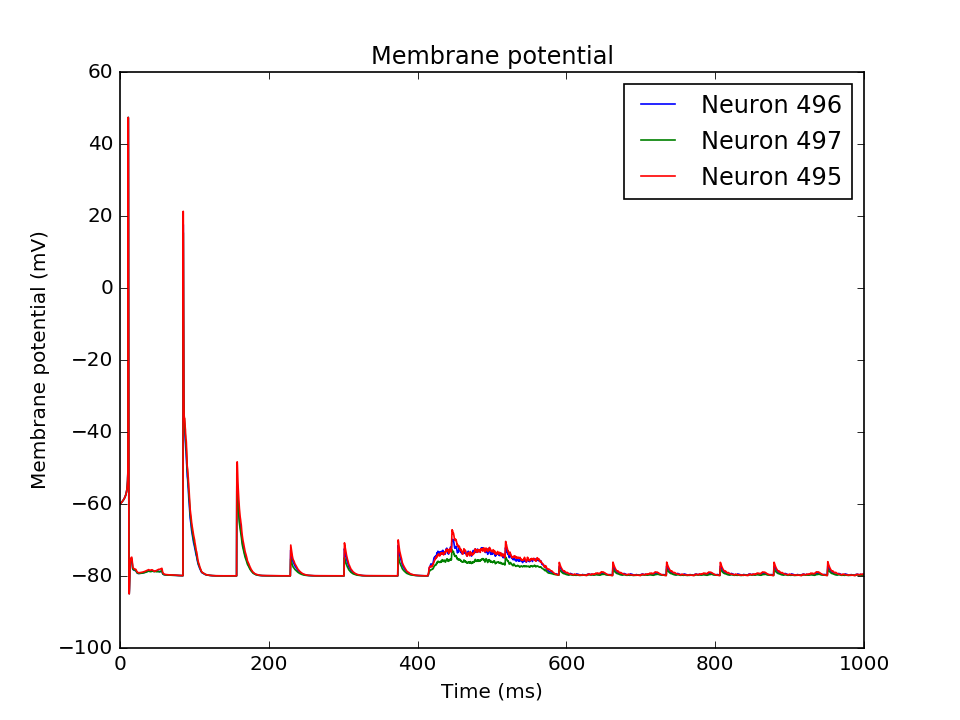 Membrane potential
60
40
20
0
−20
−40
−60
−80
−100
Membrane potential (mV)
Neuron 496
Neuron 497
Neuron 495
0 200 400 600 800 1000
Time (ms)